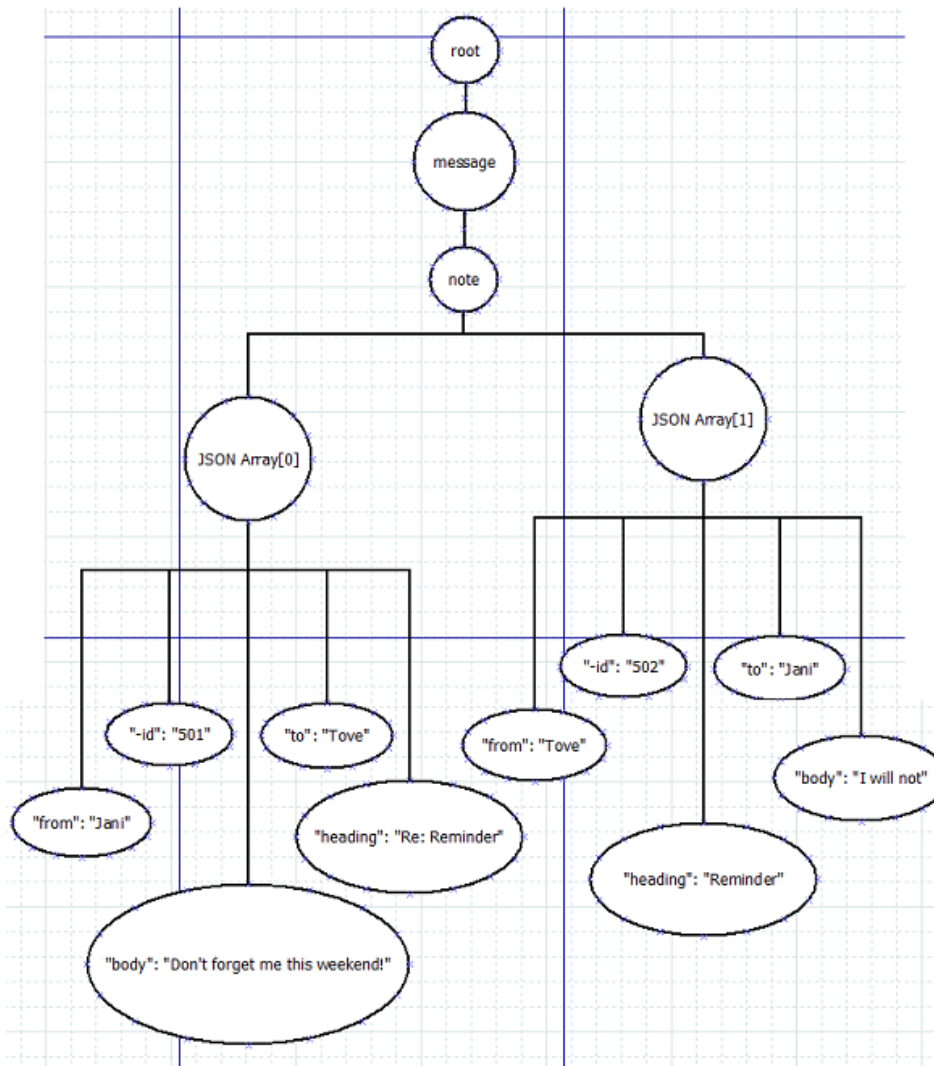 root
message
note
JSON Array[0]
JSON Array[1]
"from": "Jani"
"-id": "501"
"body": "Don't forget me this weekend!"
"to": "Tove"
"heading": "Re: Reminder"
"from": "Tove"
"-id": "502"
"heading": "Reminder"
"to": "Jani"
"body": "I will not"